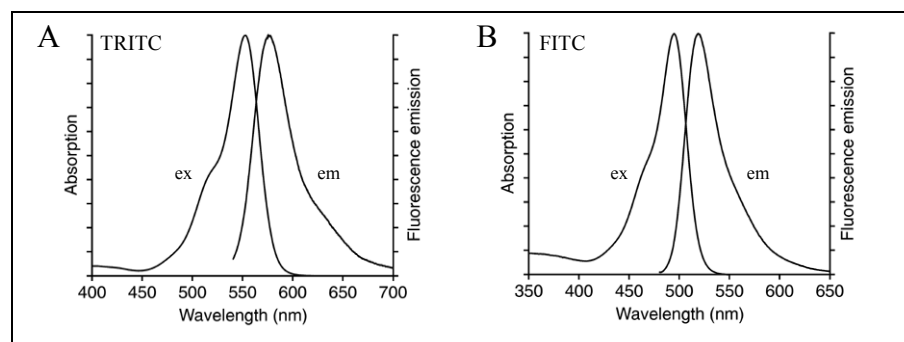 A TRITC
Absorption
ex
em
Fluorescence emission
400 450 500 550 600 650 700
Wavelength (nm)
B FITC
Absorption
ex
em
Fluorescence emission
350 400 450 500 550 600 650
Wavelength (nm)